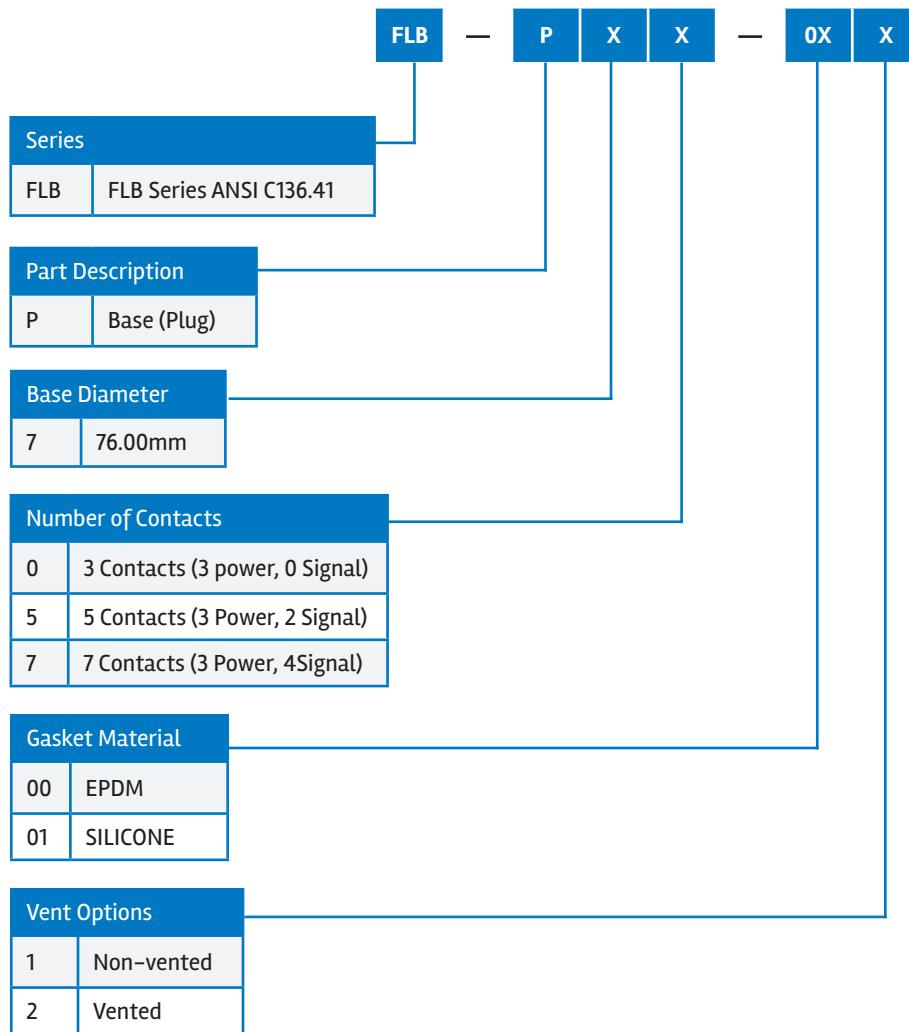 FLB — P X X — 0X X
Series
FLB FLB Series ANSI C136.41
Part Description
P Base (Plug)
Base Diameter
7 76.00mm
Number of Contacts
0 3 Contacts (3 power, 0 Signal)
5 5 Contacts (3 Power, 2 Signal)
7 7 Contacts (3 Power, 4Signal)
Gasket Material
00 EPDM
01 SILICONE
Vent Options
1 Non-vented
2 Vented